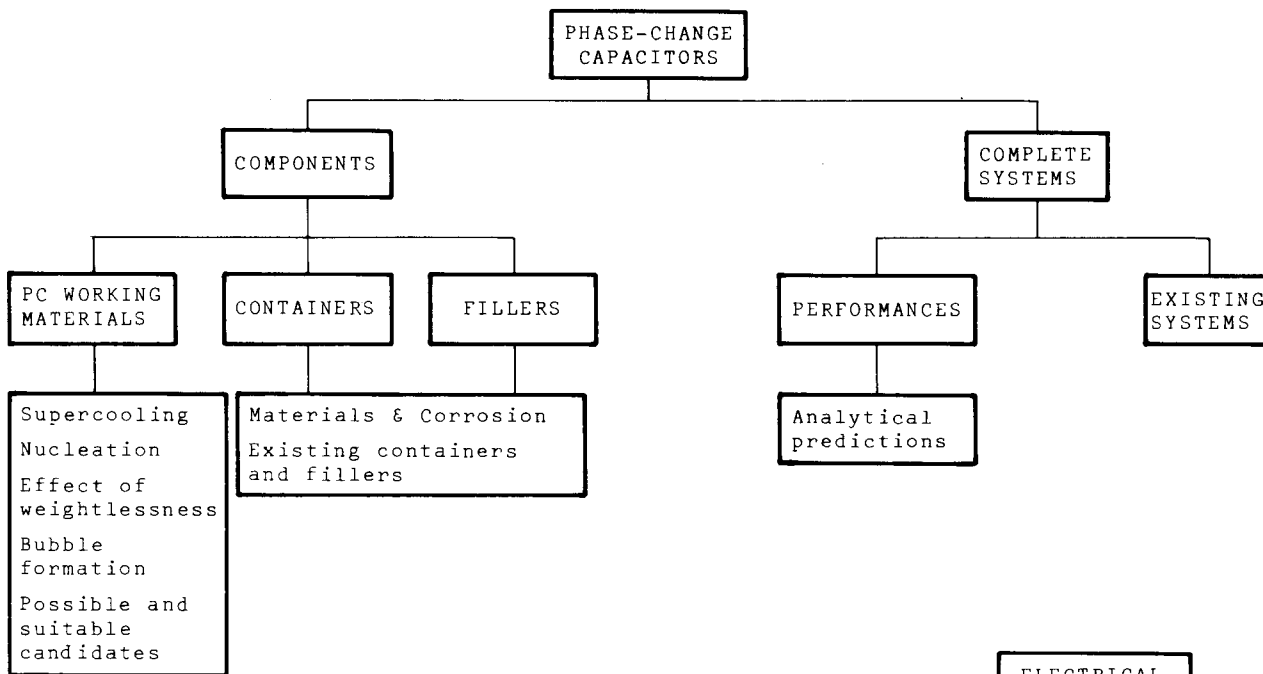 PHASE-CHANGE
CAPACITORS
COMPONENTS
COMPLETE
SYSTEMS
PC WORKING
MATERIALS
CONTAINERS
FILLERS
PERFORMANCES
EXISTING
SYSTEMS
Supercooling
Nucleation
Effect of
weightlessness
Bubble
formation
Possible and
suitable
candidates
Materials & Corrosion
Existing containers
and fillers
Analytical
predictions
ELECTRICAL